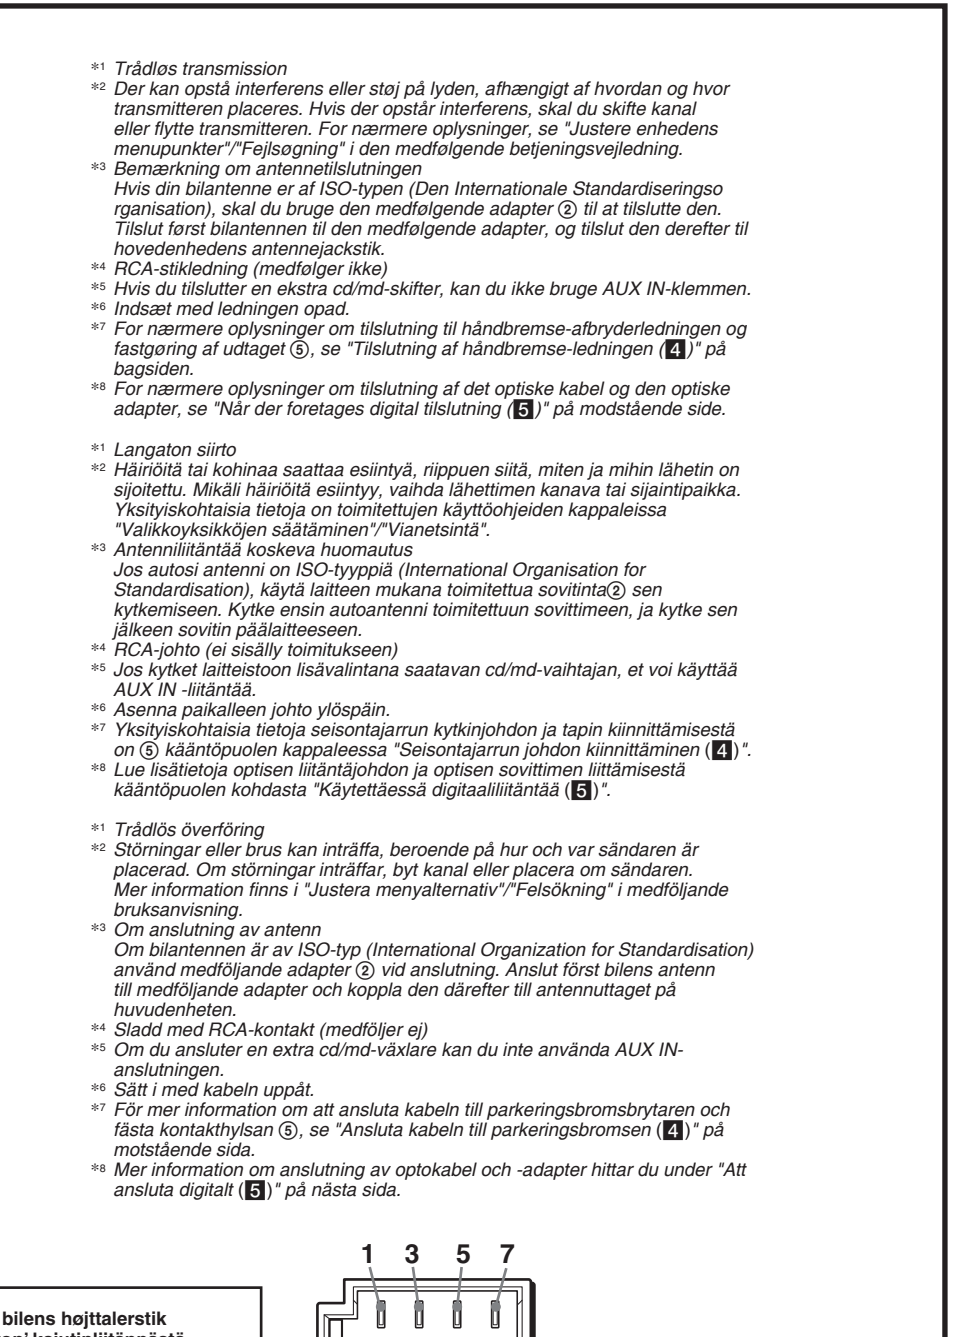 *1 Trådløs transmission
*2 Der kan opstå interferens eller støj på lyden, afhængigt af hvordan og hvor
transmitteren placeres. Hvis der opstår interferens, skal du skifte kanal
eller flytte transmitteren. For nærmere oplysninger, se "Justere enhedens
menupunkter"/"Fejlsøgning" i den medfølgende betjeningsvejledning.
*3 Bemærkning om antennetilslutningen
Hvis din bilantenne er af ISO-typen (Den Internationale Standardiseringso
rganisation), skal du bruge den medfølgende adapter ② til at tilslutte den.
Tilslut først bilantennen til den medfølgende adapter, og tilslut den derefter til
hovedenhedens antennejackstik.
*4 RCA-stikledning (medfølger ikke)
*5 Hvis du tilslutter en ekstra cd/md-skifter, kan du ikke bruge AUX IN-klemmen.
*6 Indsæt med ledningen opad.
*7 For nærmere oplysninger om tilslutning til håndbremse-afbryderledningen og
fastgøring af udtaget ⑤, se "Tilslutning af håndbremse-ledningen (4)" på
bagsiden.
*8 For nærmere oplysninger om tilslutning af det optiske kabel og den optiske
adapter, se "Når der foretages digital tilslutning (5)" på modstående side.
*1 Langaton siirto
*2 Häiriöitä tai kohinaa saattaa esiintyä, riippuen siitä, miten ja mihin lähetin on
sijoitettu. Mikäli häiriöitä esiintyy, vaihda lähettimen kanava tai sijaintipaikka.
Yksityiskohtaisia tietoja on toimitettujen käyttöohjeiden kappaleissa
"Valikkoyksikköjen säätäminen"/"Vianetsintä".
*3 Antenniliitäntää koskeva huomautus
Jos autosi antenni on ISO-tyyppiä (International Organisation for
Standardisation), käytä laitteen mukana toimitettua sovitinta② sen
kytkemiseen. Kytke ensin autoantenni toimitettuun sovittimeen, ja kytke sen
jälkeen sovitin päälaitteeseen.
*4 RCA-johto (ei sisälly toimitukseen)
*5 Jos kytket laitteistoon lisävalintana saatavan cd/md-vaihtajan, et voi käyttää
AUX IN -liitäntää.
*6 Asenna paikalleen johto ylöspäin.
*7 Yksityiskohtaisia tietoja seisontajarrun kytkinjohdon ja tapin kiinnittämisestä
on ⑤ kääntöpuolen kappaleessa "Seisontajarrun johdon kiinnittäminen (4)".
*8 Lue lisätietoja optisen liitäntäjohdon ja optisen sovittimen liittämisestä
kääntöpuolen kohdasta "Käytettäessä digitaaliliitäntää (5)".
*1 Trådlös överföring
*2 Störningar eller brus kan inträffa, beroende på hur och var sändaren är
placerad. Om störningar inträffar, byt kanal eller placera om sändaren.
Mer information finns i "Justera menyalternativ"/"Felsökning" i medföljande
bruksanvisning.
*3 Om anslutning av antenn
Om bilantennen är av ISO-typ (International Organization for Standardisation)
använd medföljande adapter ② vid anslutning. Anslut först bilens antenn
till medföljande adapter och koppla den därefter till antennuttaget på
huvudenheten.
*4 Sladd med RCA-kontakt (medföljer ej)
*5 Om du ansluter en extra cd/md-växlare kan du inte använda AUX IN-
anslutningen.
*6 Sätt i med kabeln uppåt.
*7 För mer information om att ansluta kabeln till parkeringsbromsbrytaren och
fästa kontakthylsan ⑤, se "Ansluta kabeln till parkeringsbromsen (4)" på
motstående sida.
*8 Mer information om anslutning av optokabel och -adapter hittar du under "Att
ansluta digitalt (5)" på nästa sida.
1 3 5 7
bilens højttalerstik